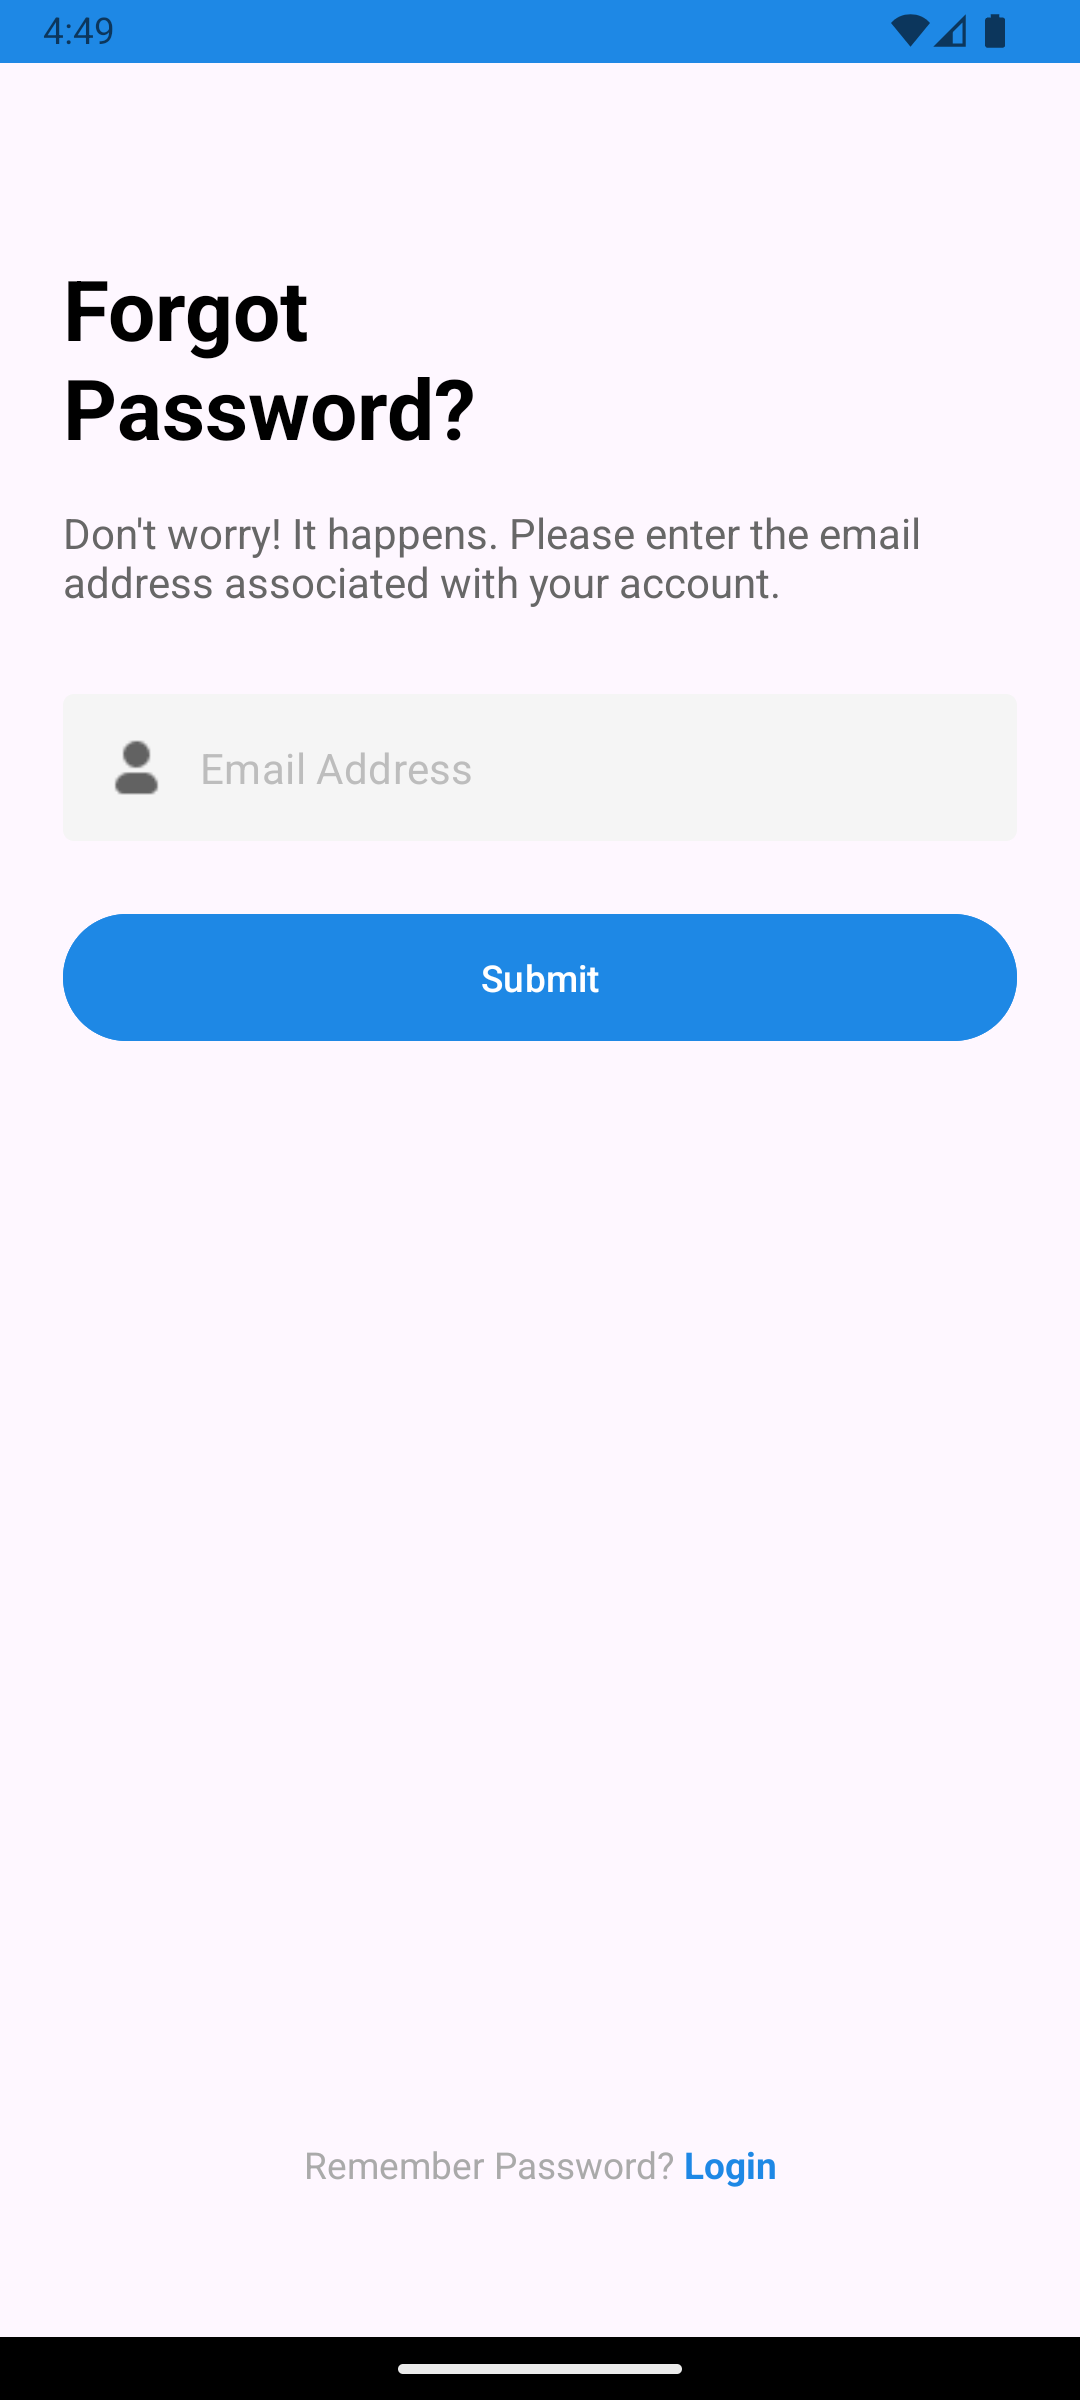 4:49
Forgot
Password?
Don't worry! It happens. Please enter the email
address associated with your account.
Email Address
Submit
Remember Password? Login